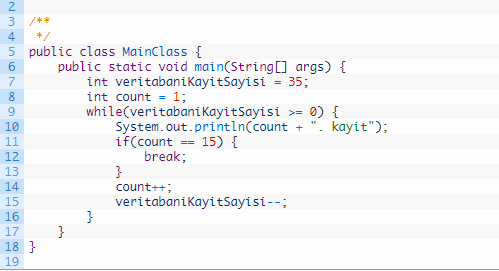 2
3 /**
4  */
5 public class MainClass {
6     public static void main(String[] args) {
7         int veritabaniKayitSayisi = 35;
8         int count = 1;
9         while(veritabaniKayitSayisi >= 0) {
10             System.out.println(count + ". kayit");
11             if(count == 15) {
12                 break;
13             }
14             count++;
15             veritabaniKayitSayisi--;
16         }
17     }
18 }
19